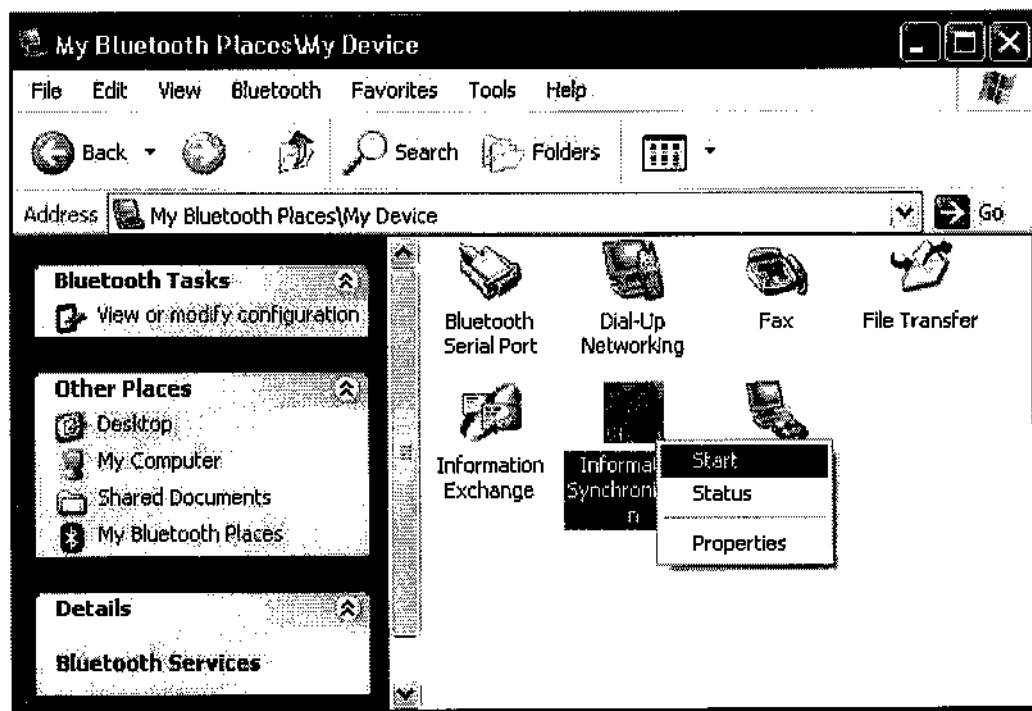 My Bluetooth Places\My Device
File Edit View Bluetooth Favorites Tools Help
Back Search Folders
Address My Bluetooth Places\My Device Go
Bluetooth Tasks
View or modify configuration
Other Places
Desktop
My Computer
Shared Documents
My Bluetooth Places
Details
Bluetooth Services
Bluetooth
Serial Port
Dial-Up
Networking
Fax
File Transfer
Information
Exchange
Informa
Synchroni
n
Start
Status
Properties